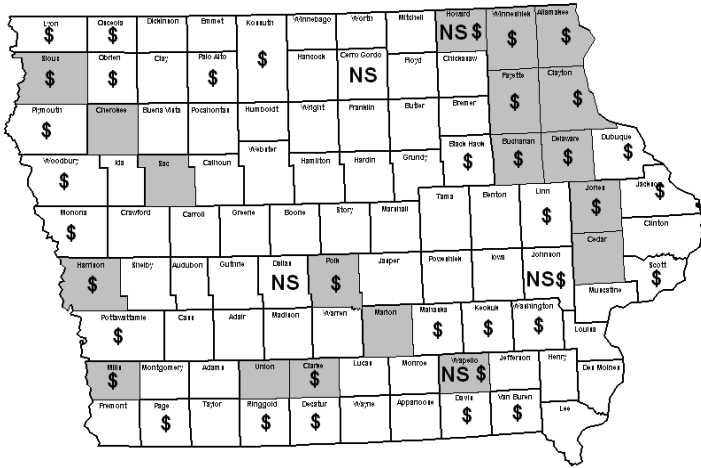 Lyon Osceola Dickinson Emmet Kossuth Winnebago Worth Mitchell Howard Winneshiek Allamakee
$ $ $ NS $ $ $
Sioux Obrien Clay Palo Alto Hancock Cerro Gordo Floyd Chickasaw Fayette Clayton
$ $ NS $ $
Plymouth Cherokee Buena Vista Pocahontas Humboldt Wright Franklin Butler Bremer
$
Woodbury Ida Sac Calhoun Webster Hamilton Hardin Grundy Black Hawk Buchanan Delaware Dubuque
$ $ $ $ $
Monona Crawford Carroll Greene Boone Story Marshall Tama Benton Linn Jones Jackson
$ $ $ $
Clinton
Harrison Shelby Audubon Guthrie Dallas Polk Jasper Poweshiek Iowa Johnson Cedar Scott
$ NS $ NS $ $
Muscatine
Pottawattamie Cass Adair Madison Warren Marion Mahaska Keokuk Washington Louisa
$ $ $ $
Mills Montgomery Adams Union Clarke Lucas Monroe Wapello Jefferson Henry Des Moines
$ $ NS $
Fremont Page Taylor Ringgold Decatur Wayne Appanoose Davis Van Buren Lee
$ $ $ $ $